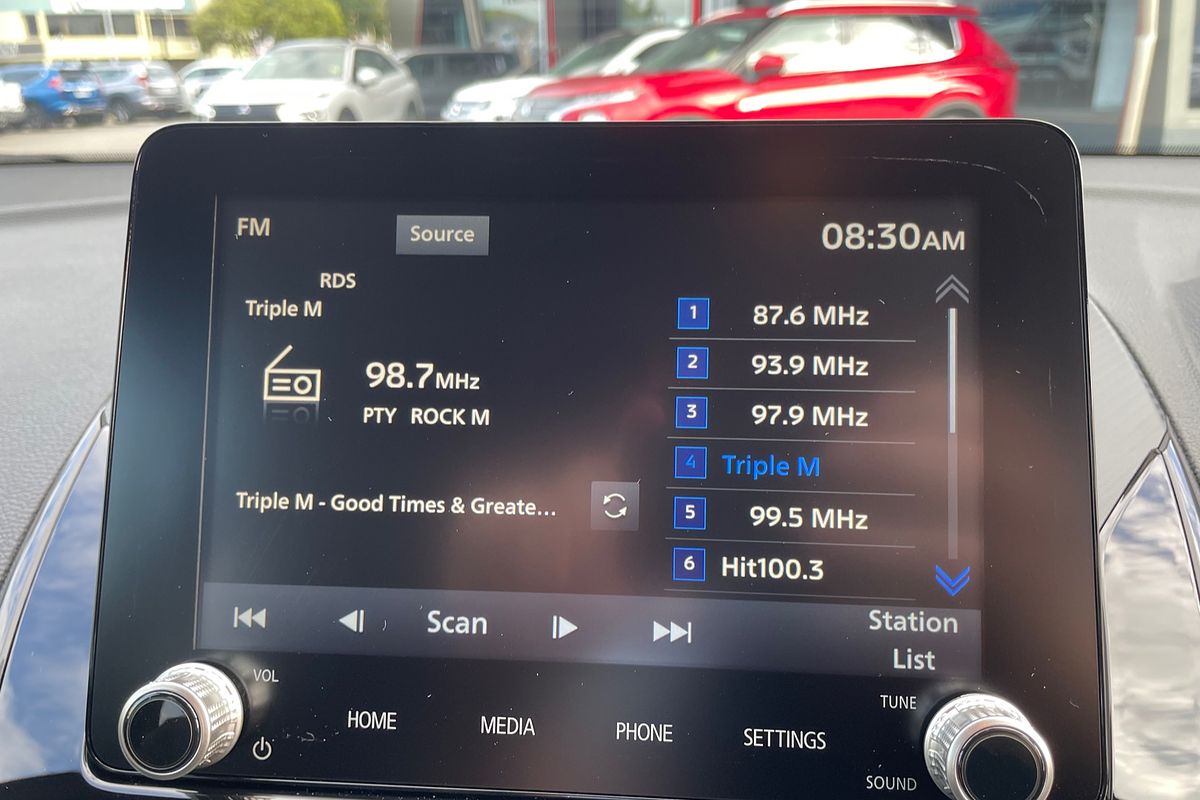 FM
Source
08:30AM
RDS
Triple M
98.7MHz
PTY ROCK M
Triple M - Good Times & Greate...
1 87.6 MHz
2 93.9 MHz
3 97.9 MHz
4 Triple M
5 99.5 MHz
6 Hit100.3
Scan
Station
List
VOL
HOME
MEDIA
PHONE
SETTINGS
TUNE
SOUND